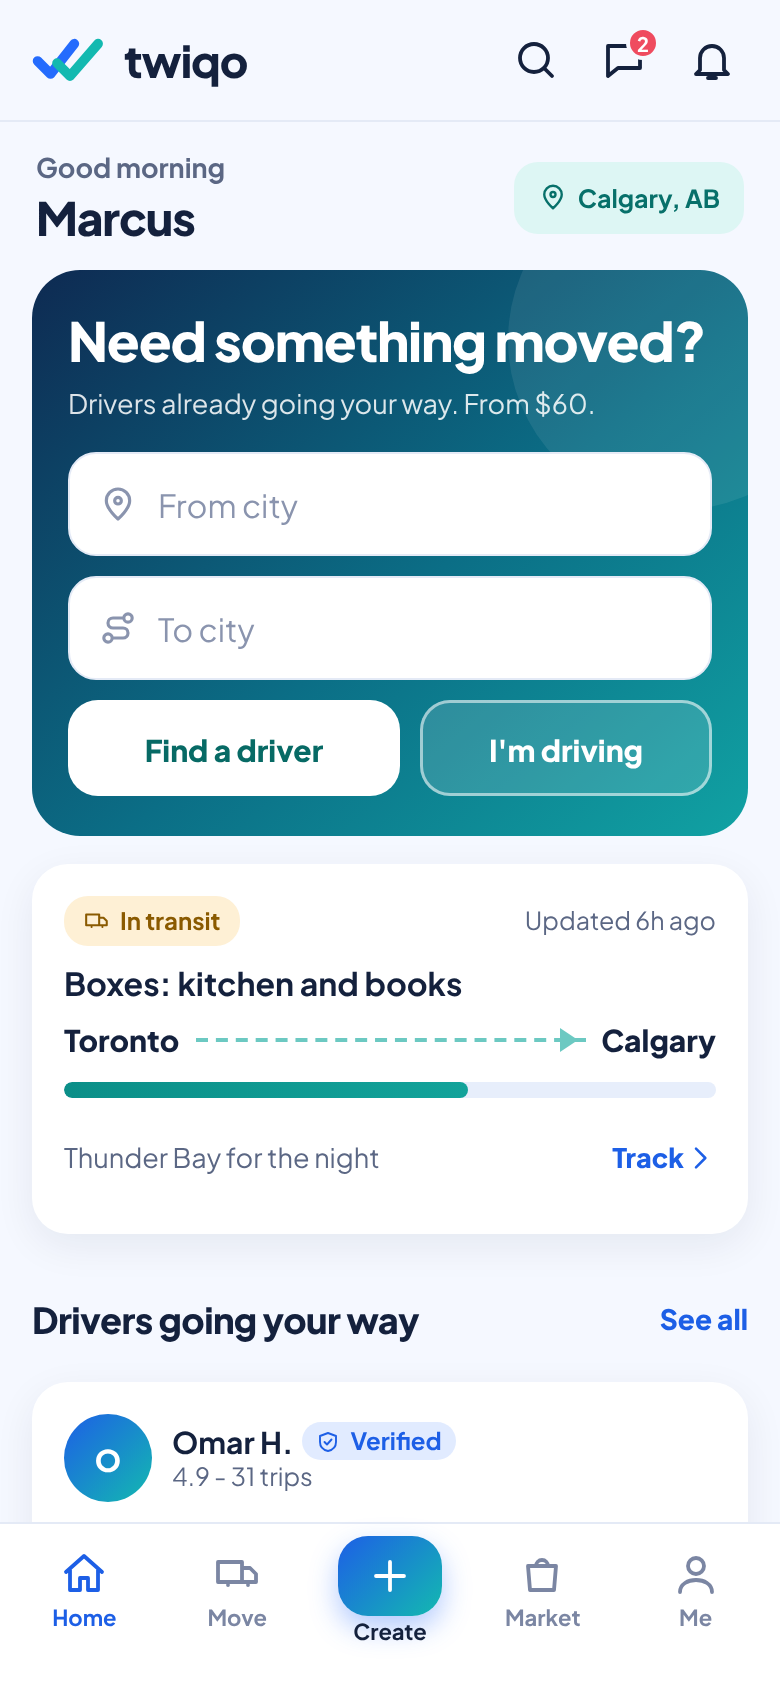 twiqo
2
Good morning
Marcus
Calgary, AB
Need something moved?
Drivers already going your way. From $60.
From city
To city
Find a driver
I'm driving
In transit
Updated 6h ago
Boxes: kitchen and books
Toronto
Calgary
Thunder Bay for the night
Track
Drivers going your way
See all
O
Omar H.
Verified
4.9 - 31 trips
Home
Move
Create
Market
Me